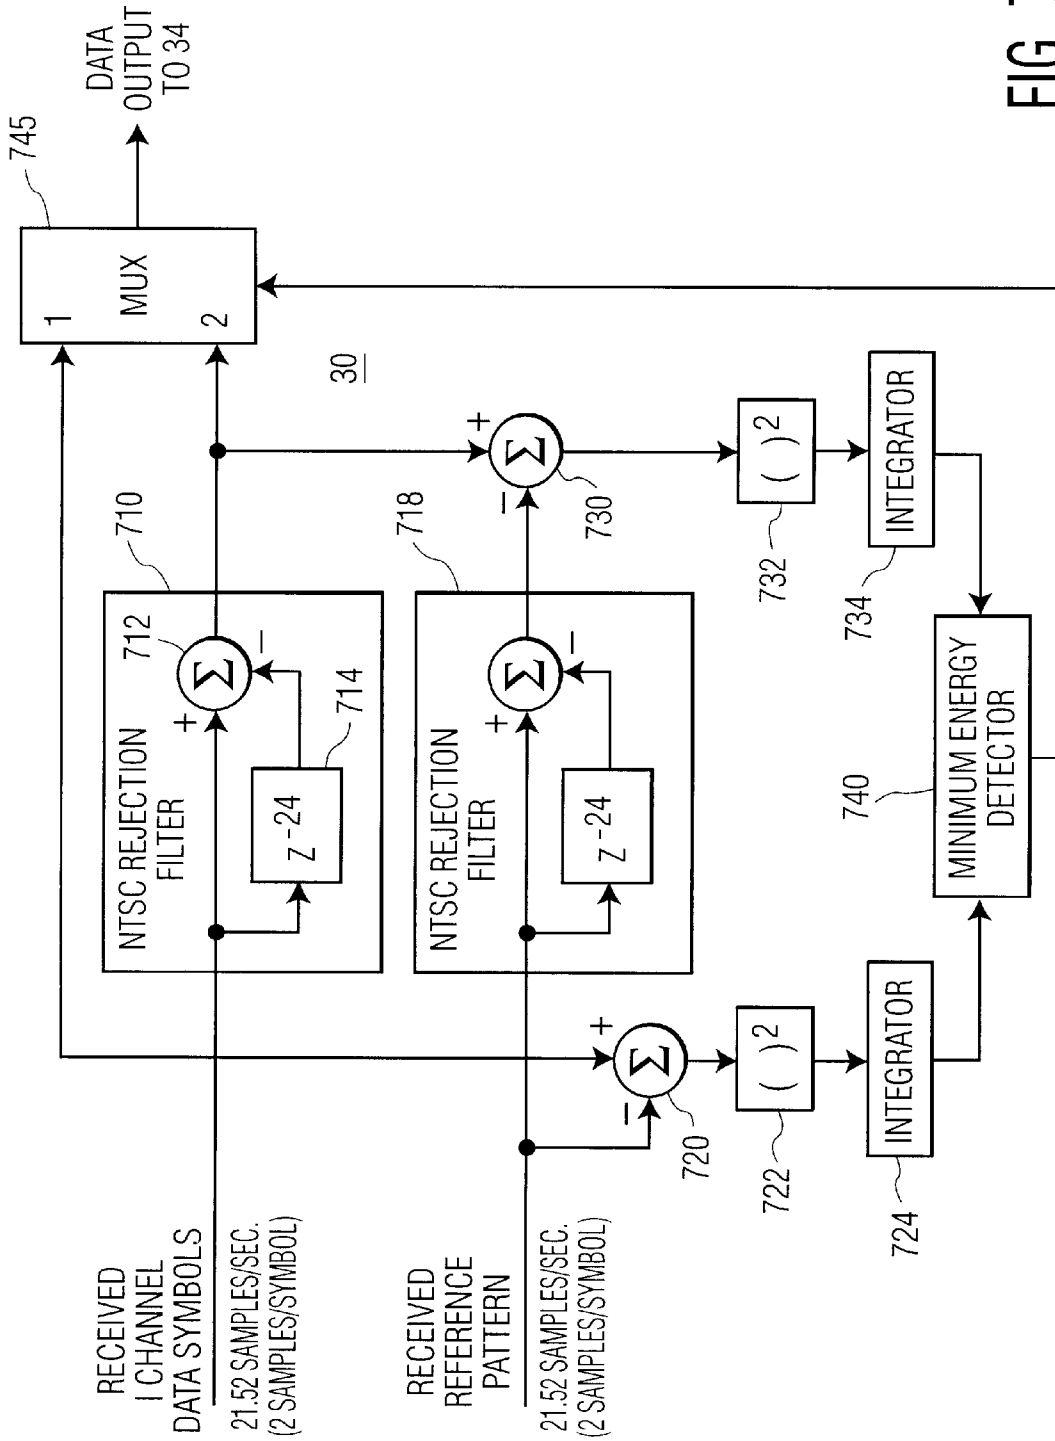 RECEIVED
I CHANNEL
DATA SYMBOLS
21.52 SAMPLES/SEC.
(2 SAMPLES/SYMBOL)
NTSC REJECTION
FILTER
710
712
+
Σ
−
Z⁻²⁴
714
1
MUX
2
745
DATA
OUTPUT
TO 34
30
RECEIVED
REFERENCE
PATTERN
21.52 SAMPLES/SEC.
(2 SAMPLES/SYMBOL)
NTSC REJECTION
FILTER
718
+
Σ
−
Z⁻²⁴
+
−
Σ
730
+
−
Σ
720
( )²
722
( )²
732
INTEGRATOR
724
INTEGRATOR
734
740
MINIMUM ENERGY
DETECTOR
FIG.